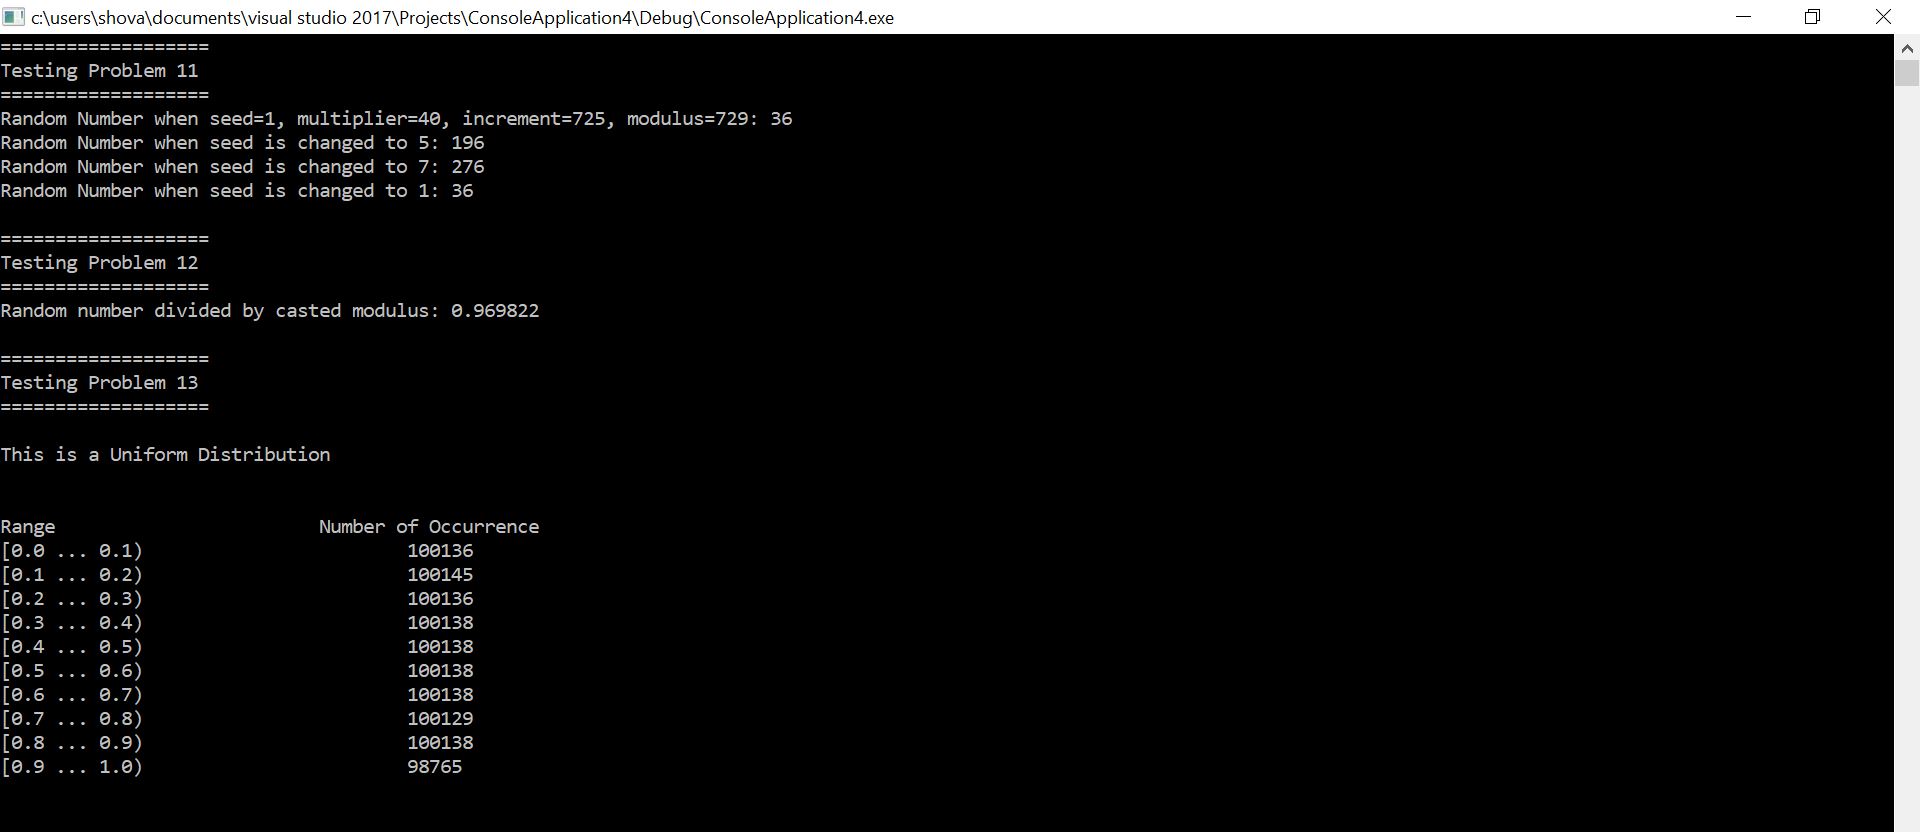 c:\users\shova\documents\visual studio 2017\Projects\ConsoleApplication4\Debug\ConsoleApplication4.exe
===================
Testing Problem 11
===================
Random Number when seed=1, multiplier=40, increment=725, modulus=729: 36
Random Number when seed is changed to 5: 196
Random Number when seed is changed to 7: 276
Random Number when seed is changed to 1: 36
===================
Testing Problem 12
===================
Random number divided by casted modulus: 0.969822
===================
Testing Problem 13
===================
This is a Uniform Distribution
Range Number of Occurrence
[0.0 ... 0.1) 100136
[0.1 ... 0.2) 100145
[0.2 ... 0.3) 100136
[0.3 ... 0.4) 100138
[0.4 ... 0.5) 100138
[0.5 ... 0.6) 100138
[0.6 ... 0.7) 100138
[0.7 ... 0.8) 100129
[0.8 ... 0.9) 100138
[0.9 ... 1.0) 98765